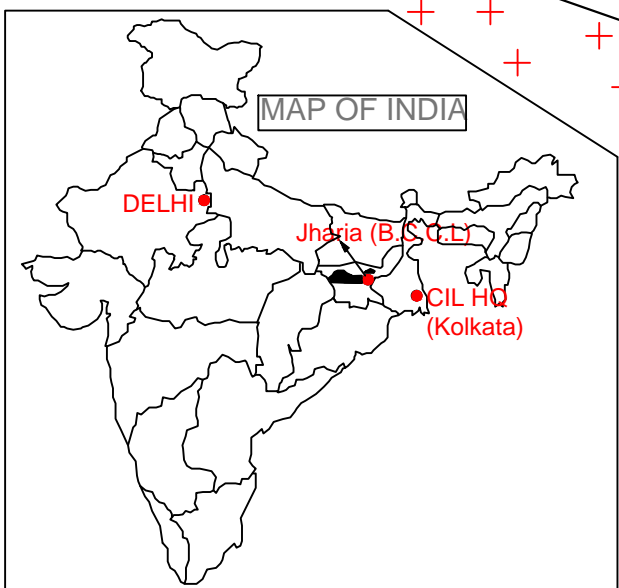 MAP OF INDIA
DELHI
Jharia (B.C.C.L)
CIL HQ
(Kolkata)